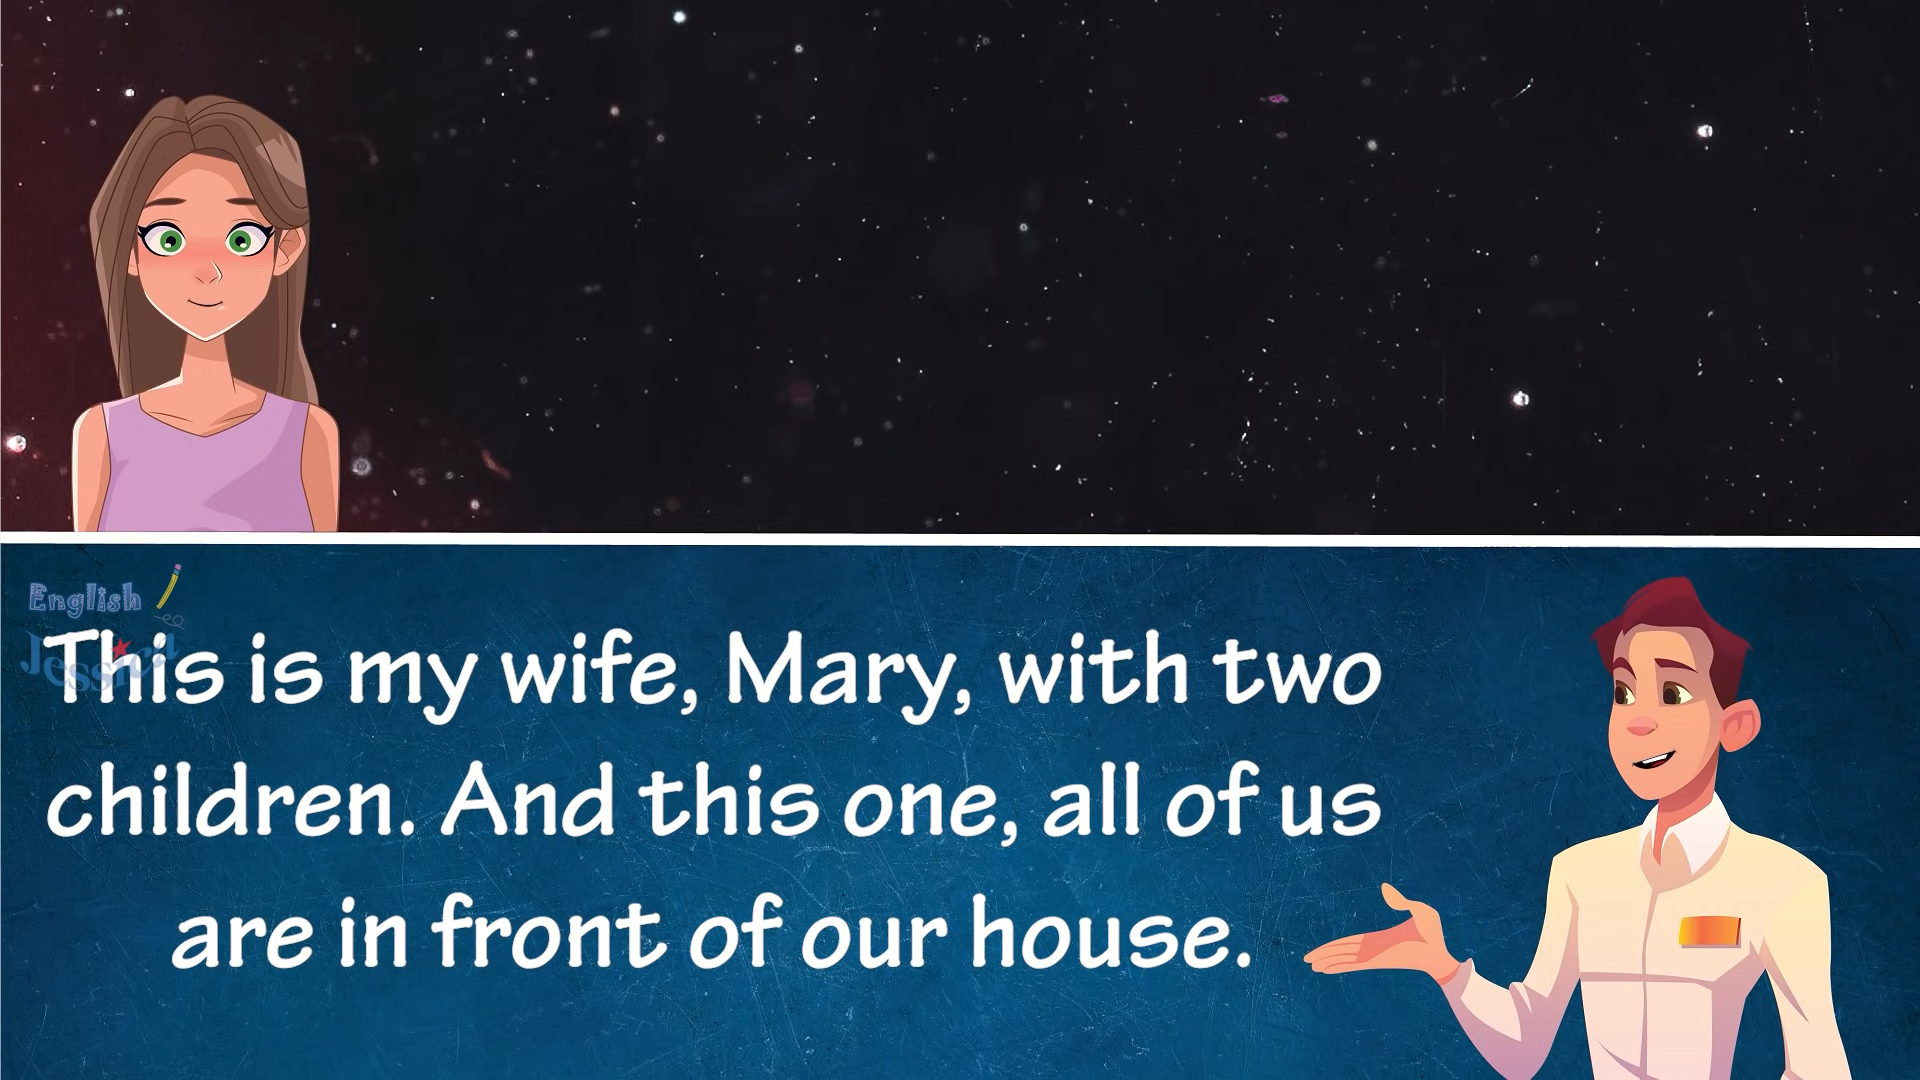 English
Jessica
This is my wife, Mary, with two
children. And this one, all of us
are in front of our house.